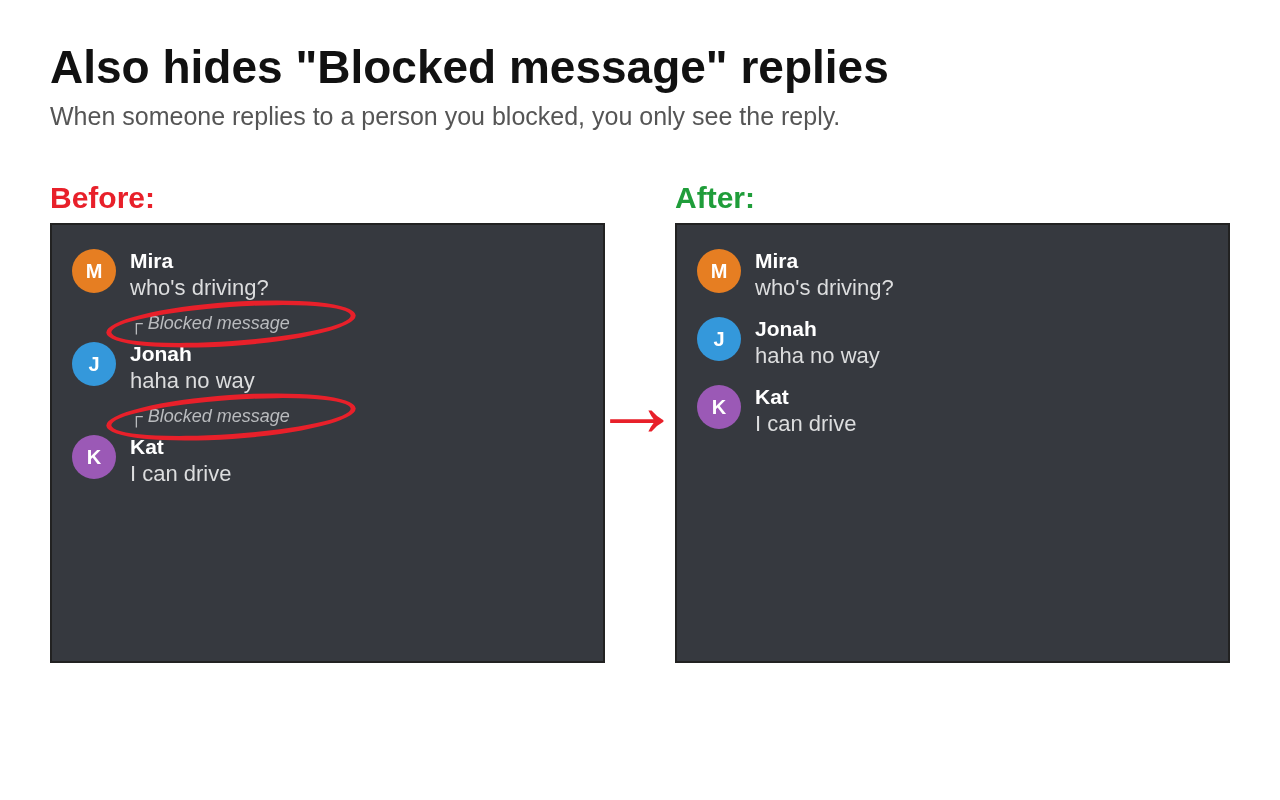 Also hides "Blocked message" replies
When someone replies to a person you blocked, you only see the reply.
Before:
M
Mira
who's driving?
┌ Blocked message
J
Jonah
haha no way
┌ Blocked message
K
Kat
I can drive
→
After:
M
Mira
who's driving?
J
Jonah
haha no way
K
Kat
I can drive